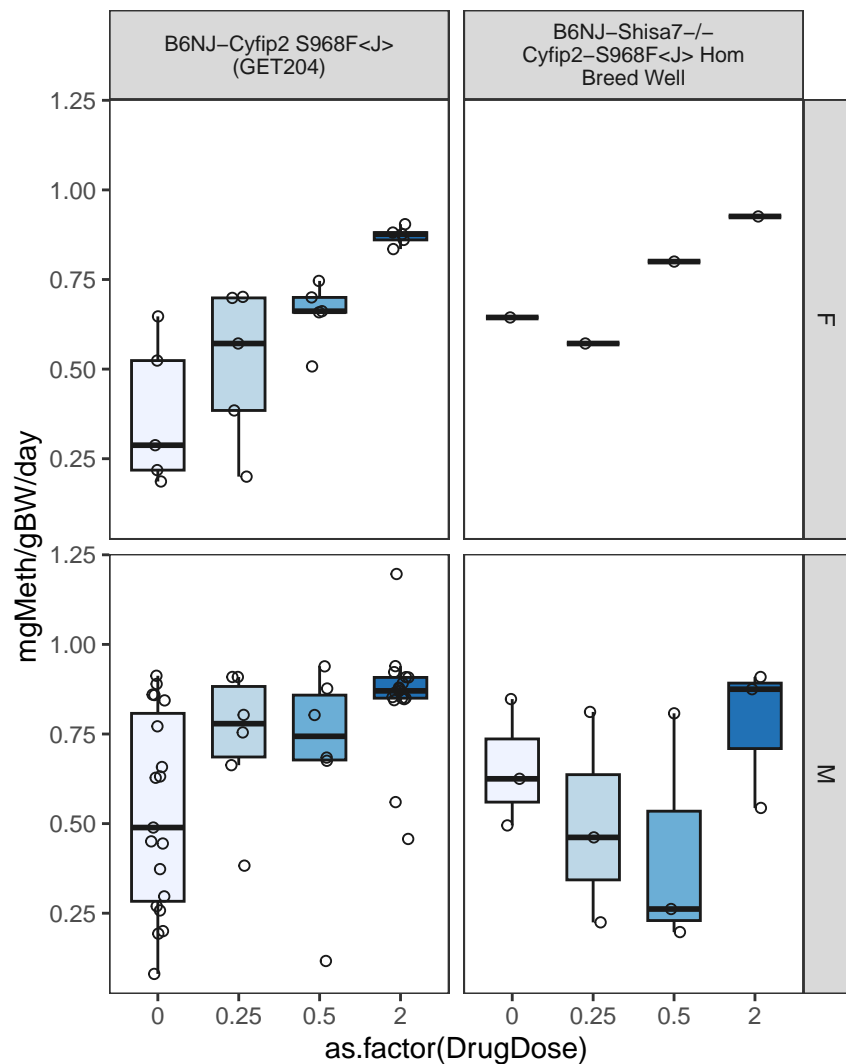 B6NJ−Cyfip2 S968F<J>
(GET204)
B6NJ−Shisa7−/−
Cyfip2−S968F<J> Hom
Breed Well
1.25
1.00
0.75
0.50
0.25
F
1.25
1.00
0.75
0.50
0.25
M
mgMeth/gBW/day
0 0.25 0.5 2
0 0.25 0.5 2
as.factor(DrugDose)